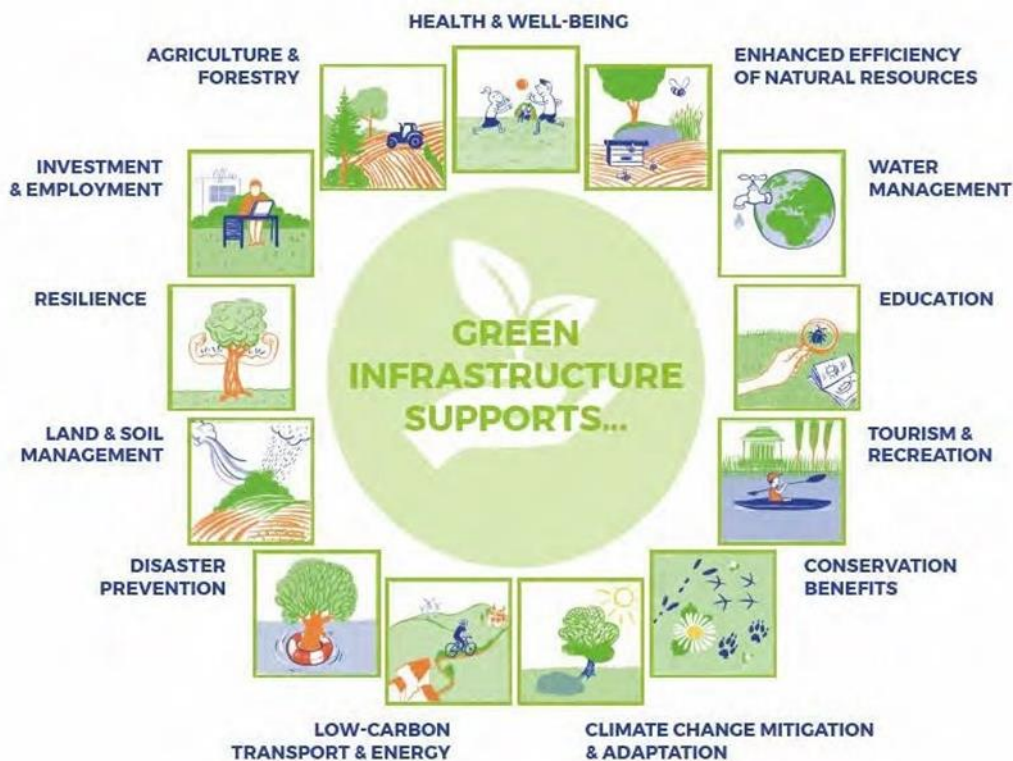 HEALTH & WELL-BEING
AGRICULTURE &
FORESTRY
ENHANCED EFFICIENCY
OF NATURAL RESOURCES
INVESTMENT
& EMPLOYMENT
WATER
MANAGEMENT
RESILIENCE
EDUCATION
GREEN
INFRASTRUCTURE
SUPPORTS...
LAND & SOIL
MANAGEMENT
TOURISM &
RECREATION
DISASTER
PREVENTION
CONSERVATION
BENEFITS
LOW-CARBON
TRANSPORT & ENERGY
CLIMATE CHANGE MITIGATION
& ADAPTATION